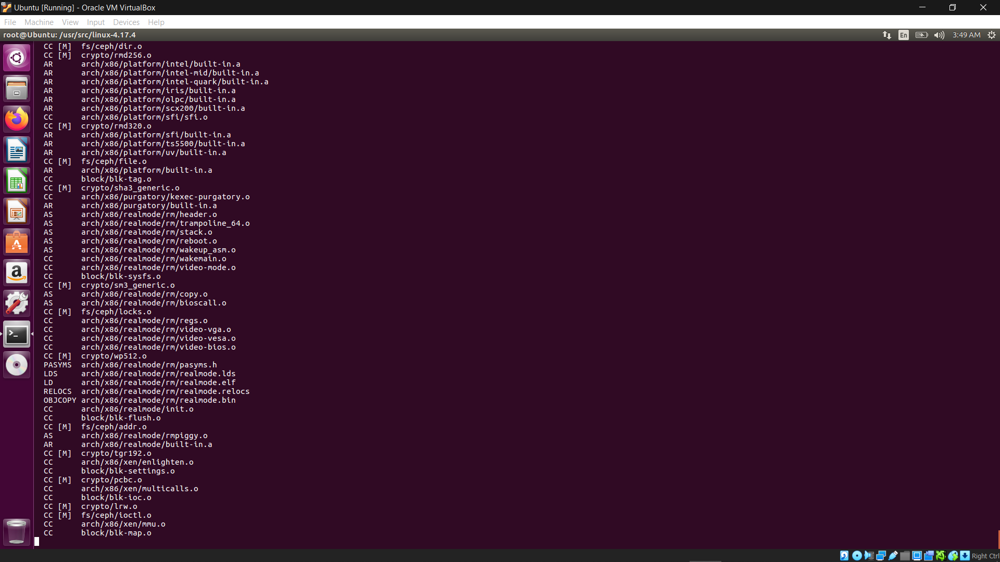 Ubuntu [Running] - Oracle VM VirtualBox
File Machine View Input Devices Help
root@Ubuntu: /usr/src/linux-4.17.4 En 3:49 AM
CC [M] fs/ceph/dir.o
CC [M] crypto/rmd256.o
AR arch/x86/platform/intel/built-in.a
AR arch/x86/platform/intel-mid/built-in.a
AR arch/x86/platform/intel-quark/built-in.a
AR arch/x86/platform/iris/built-in.a
AR arch/x86/platform/olpc/built-in.a
AR arch/x86/platform/scx200/built-in.a
CC arch/x86/platform/sfi/sfi.o
CC [M] crypto/rmd320.o
AR arch/x86/platform/sfi/built-in.a
AR arch/x86/platform/ts5500/built-in.a
AR arch/x86/platform/uv/built-in.a
CC [M] fs/ceph/file.o
AR arch/x86/platform/built-in.a
CC block/blk-tag.o
CC [M] crypto/sha3_generic.o
CC arch/x86/purgatory/kexec-purgatory.o
AR arch/x86/purgatory/built-in.a
AS arch/x86/realmode/rm/header.o
AS arch/x86/realmode/rm/trampoline_64.o
AS arch/x86/realmode/rm/stack.o
AS arch/x86/realmode/rm/reboot.o
AS arch/x86/realmode/rm/wakeup_asm.o
CC arch/x86/realmode/rm/wakemain.o
CC arch/x86/realmode/rm/video-mode.o
CC block/blk-sysfs.o
CC [M] crypto/sm3_generic.o
AS arch/x86/realmode/rm/copy.o
AS arch/x86/realmode/rm/bioscall.o
CC [M] fs/ceph/locks.o
CC arch/x86/realmode/rm/regs.o
CC arch/x86/realmode/rm/video-vga.o
CC arch/x86/realmode/rm/video-vesa.o
CC arch/x86/realmode/rm/video-bios.o
CC [M] crypto/wp512.o
PASYMS arch/x86/realmode/rm/pasyms.h
LDS arch/x86/realmode/rm/realmode.lds
LD arch/x86/realmode/rm/realmode.elf
RELOCS arch/x86/realmode/rm/realmode.relocs
OBJCOPY arch/x86/realmode/rm/realmode.bin
CC arch/x86/realmode/init.o
CC block/blk-flush.o
CC [M] fs/ceph/addr.o
AS arch/x86/realmode/rmpiggy.o
AR arch/x86/realmode/built-in.a
CC [M] crypto/tgr192.o
CC arch/x86/xen/enlighten.o
CC block/blk-settings.o
CC [M] crypto/pcbc.o
CC arch/x86/xen/multicalls.o
CC block/blk-ioc.o
CC [M] crypto/lrw.o
CC [M] fs/ceph/ioctl.o
CC arch/x86/xen/mmu.o
CC block/blk-map.o
Right Ctrl